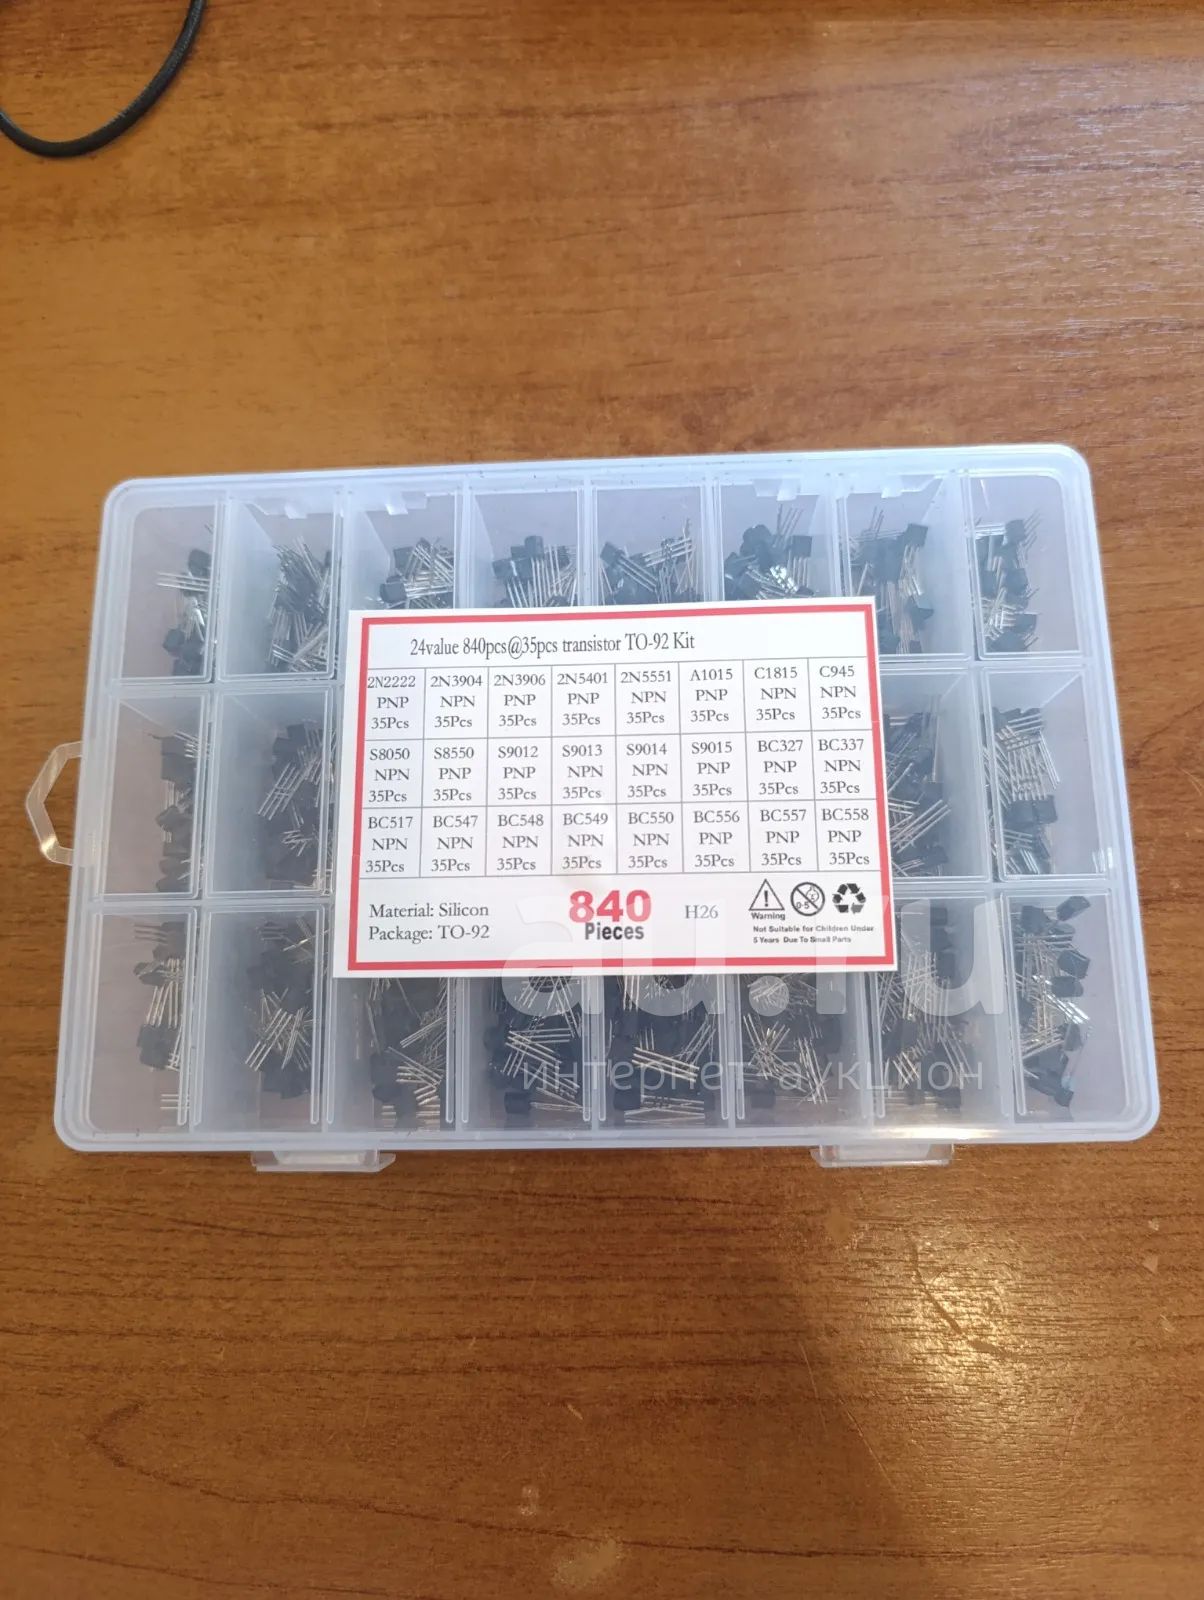 24value 840pcs@35pcs transistor TO-92 Kit
2N2222 2N3904 2N3906 2N5401 2N5551 A1015 C1815 C945
PNP NPN PNP PNP NPN PNP NPN NPN
35Pcs 35Pcs 35Pcs 35Pcs 35Pcs 35Pcs 35Pcs 35Pcs
S8050 S8550 S9012 S9013 S9014 S9015 BC327 BC337
NPN PNP PNP NPN NPN PNP PNP NPN
35Pcs 35Pcs 35Pcs 35Pcs 35Pcs 35Pcs 35Pcs 35Pcs
BC517 BC547 BC548 BC549 BC550 BC556 BC557 BC558
NPN NPN NPN NPN NPN PNP PNP PNP
35Pcs 35Pcs 35Pcs 35Pcs 35Pcs 35Pcs 35Pcs 35Pcs
Material: Silicon
Package: TO-92
840
Pieces
H26
0-5
Warning
Not Suitable for Children Under
5 Years Due To Small Parts
au.ru
интернет-аукцион